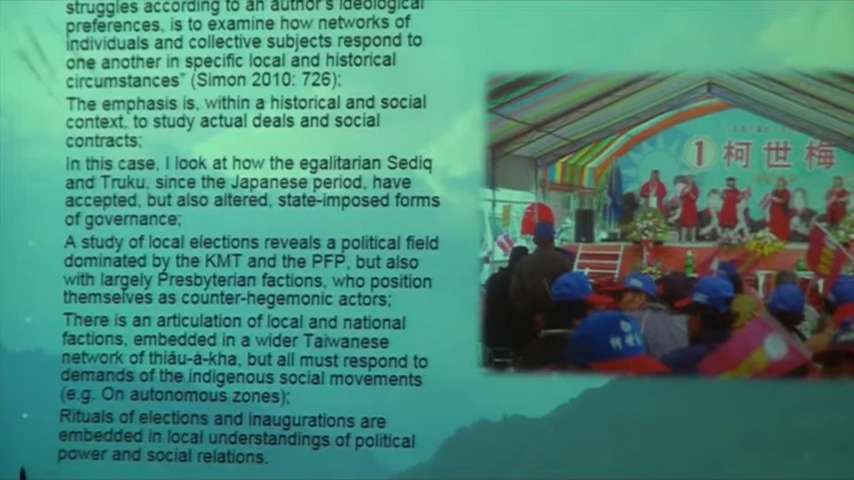 struggles according to an author's ideological
preferences, is to examine how networks of
individuals and collective subjects respond to
one another in specific local and historical
circumstances" (Simon 2010: 726);
The emphasis is, within a historical and social
context, to study actual deals and social
contracts;
In this case, I look at how the egalitarian Sediq
and Truku, since the Japanese period, have
accepted, but also altered, state-imposed forms
of governance;
A study of local elections reveals a political field
dominated by the KMT and the PFP, but also
with largely Presbyterian factions, who position
themselves as counter-hegemonic actors;
There is an articulation of local and national
factions, embedded in a wider Taiwanese
network of thiāu-á-kha, but all must respond to
demands of the indigenous social movements
(e.g. On autonomous zones);
Rituals of elections and inaugurations are
embedded in local understandings of political
power and social relations.
1 柯世梅